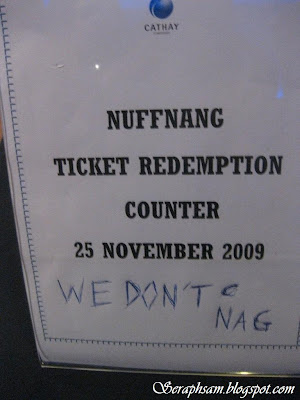 CATHAY
NUFFNANG
TICKET REDEMPTION
COUNTER
25 NOVEMBER 2009
WE DON'T
NAG
Seraphsam.blogspot.com